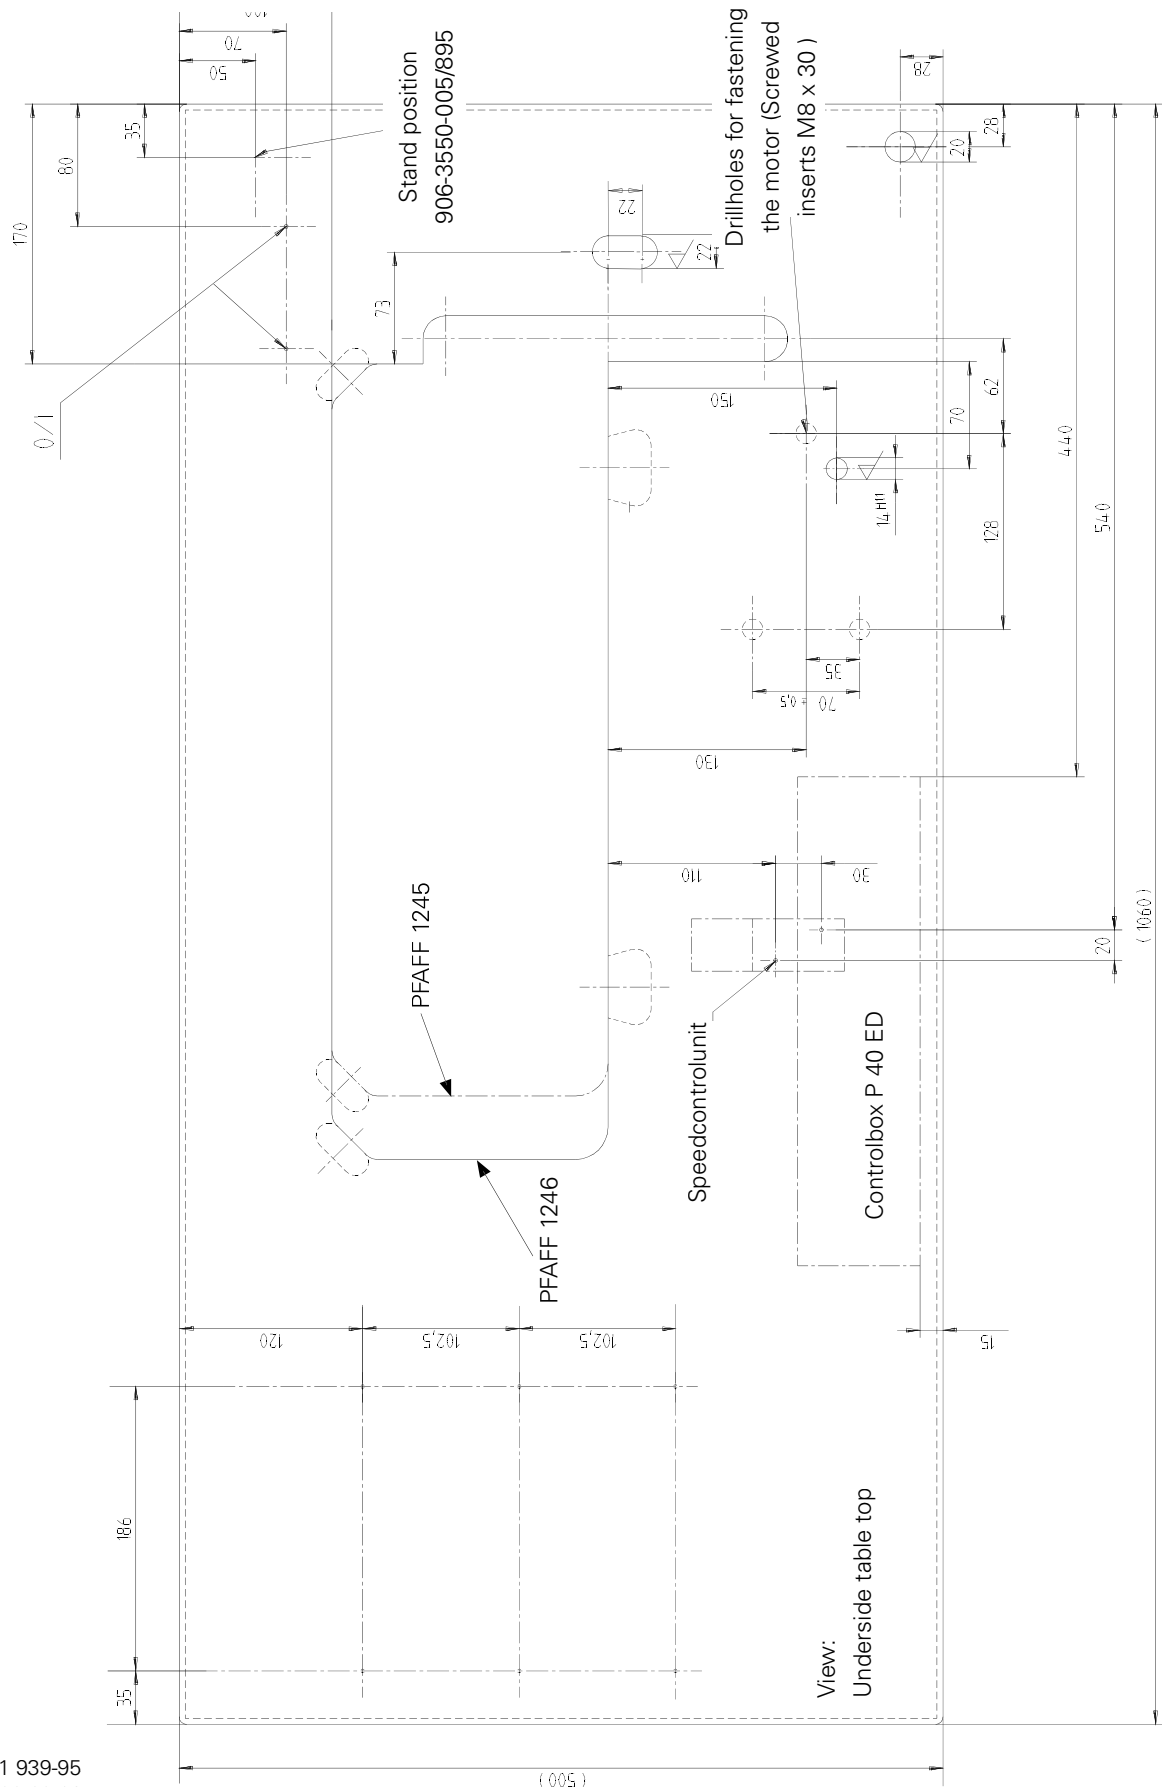 70
50
35
80
170
Stand position
906-3550-005/895
Drillholes for fastening
the motor (Screwed
inserts M8 x 30 )
28
28
20
22
22
73
0 / I
150
62
70
440
14 H11
540
128
35
70 ± 0,5
130
110
30
PFAFF 1245
( 1060 )
20
Speedcontrolunit
Controlbox P 40 ED
PFAFF 1246
120
102,5
102,5
15
186
View:
Underside table top
35
1 939-95
( 500 )